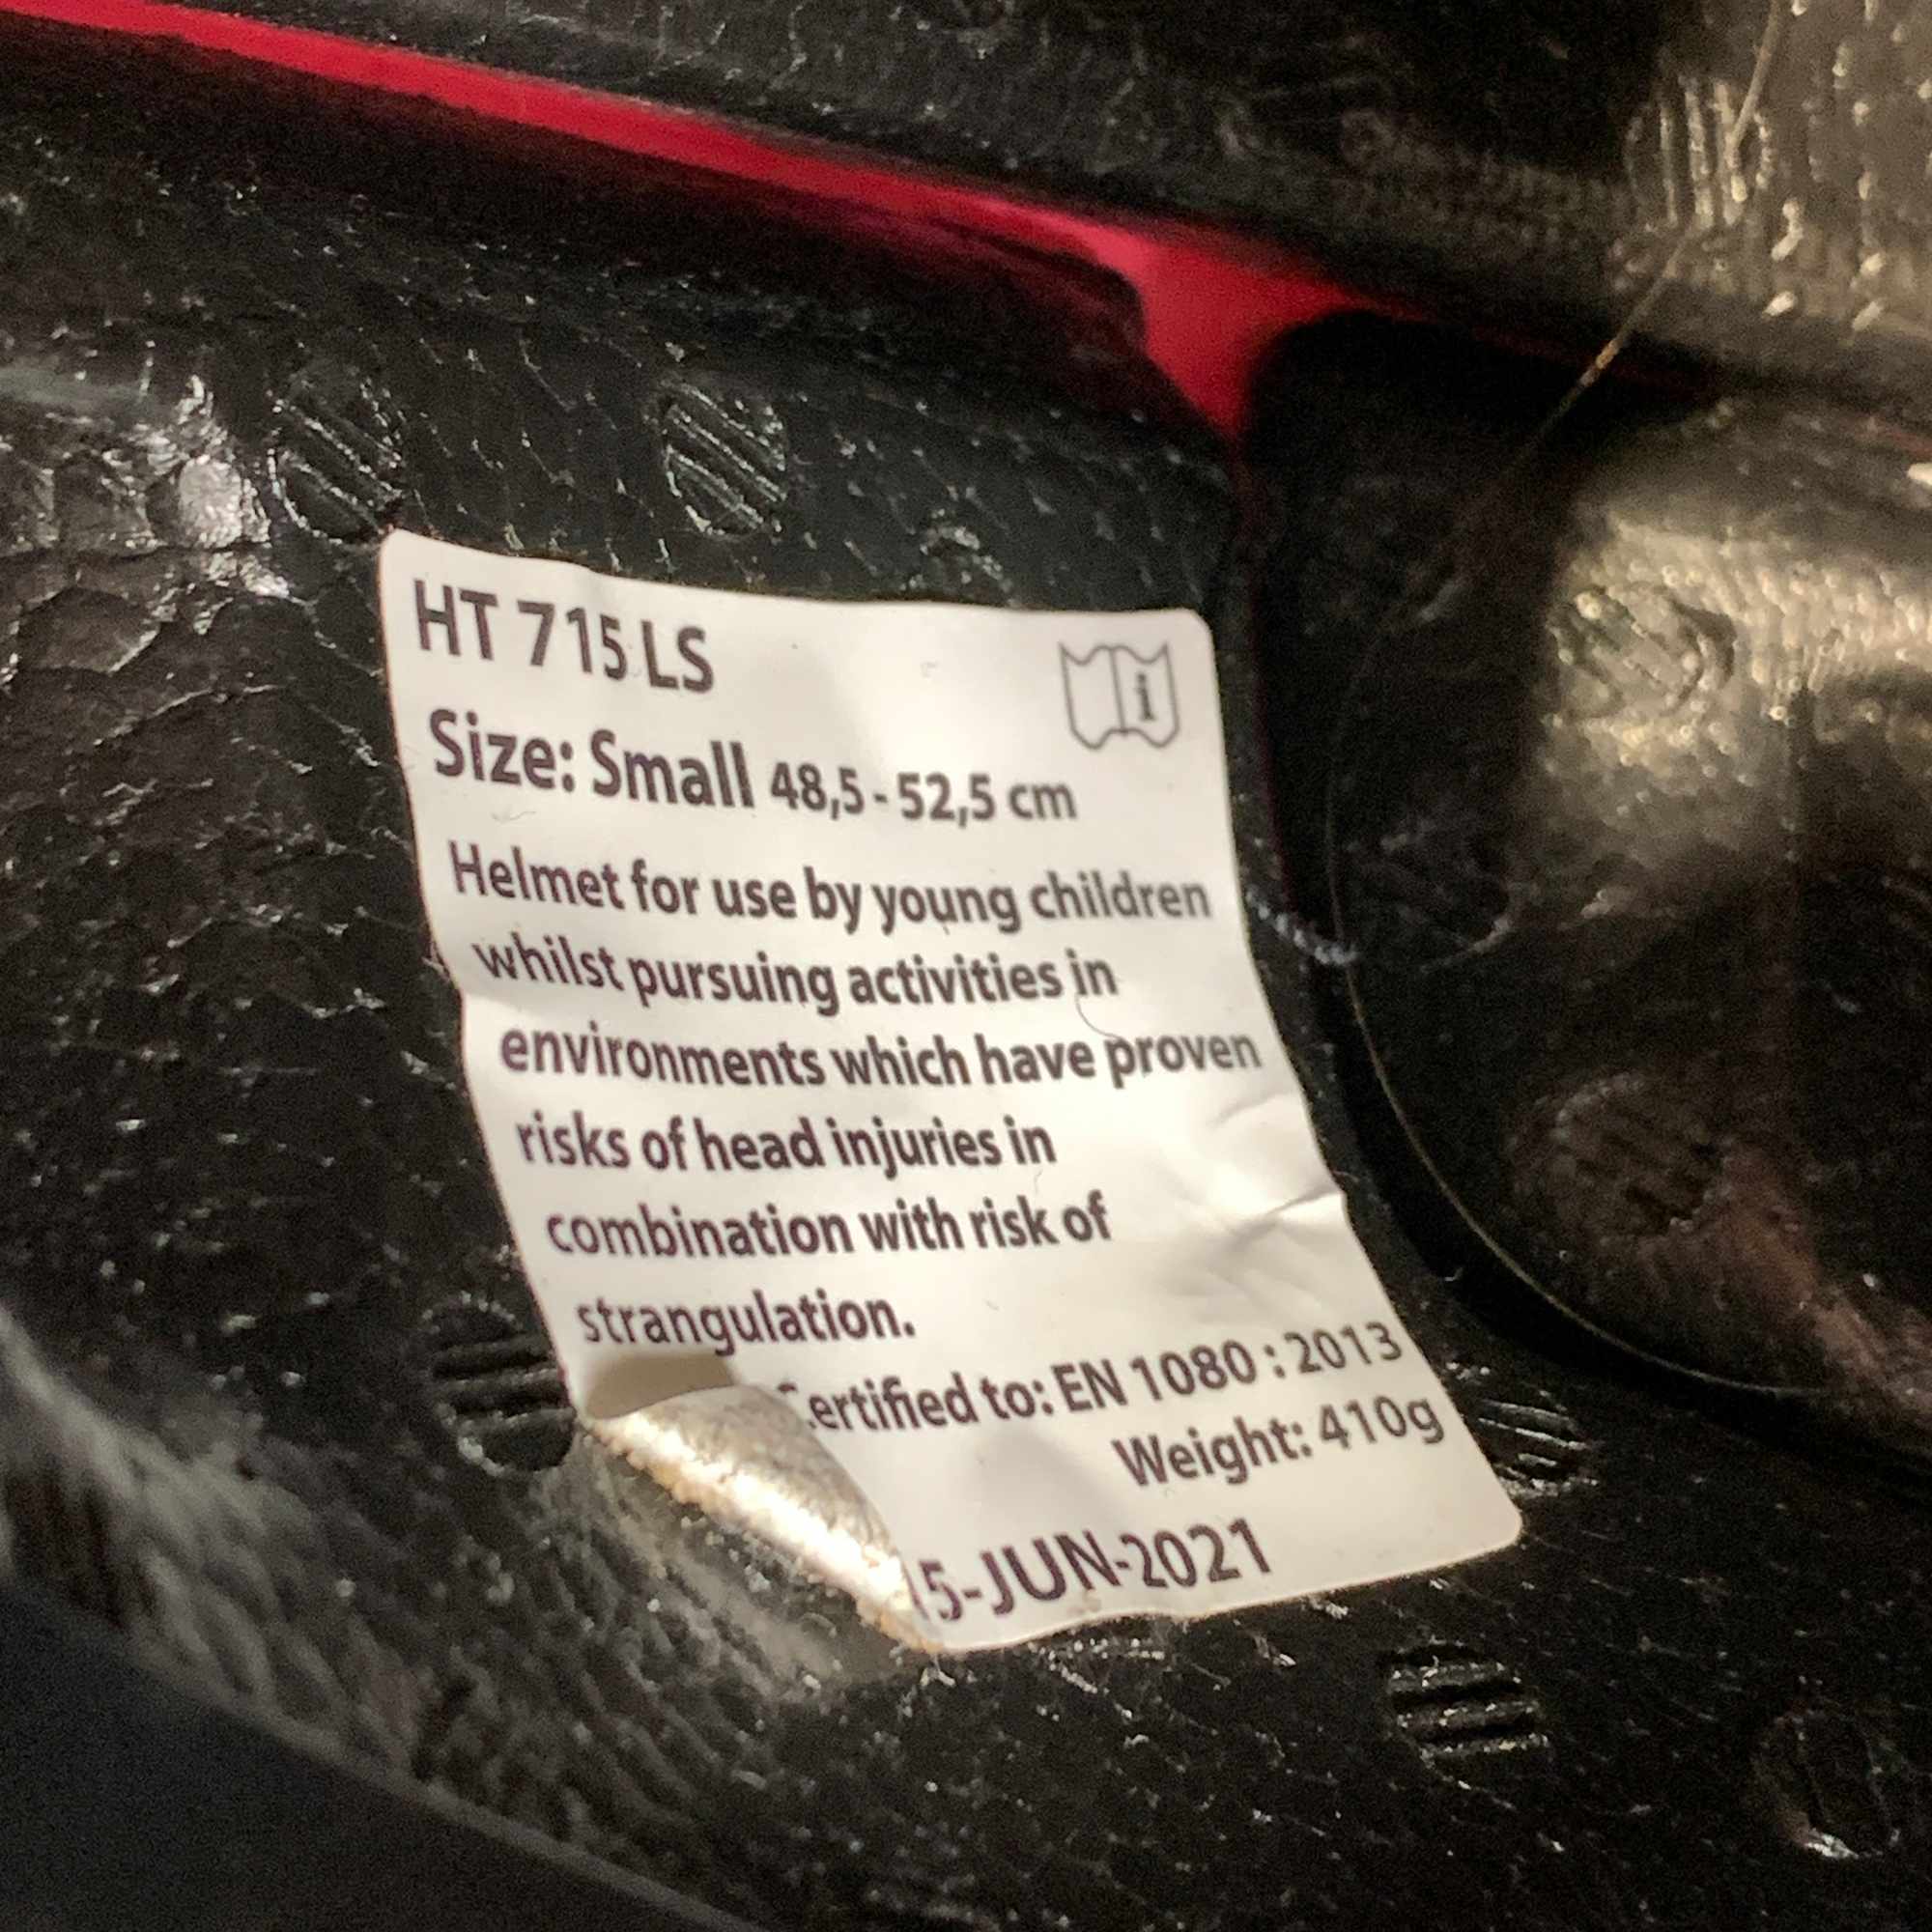 HT 715 LS
i
Size: Small 48,5 - 52,5 cm
Helmet for use by young children
whilst pursuing activities in
environments which have proven
risks of head injuries in
combination with risk of
strangulation.
Certified to: EN 1080 : 2013
Weight: 410g
15-JUN-2021